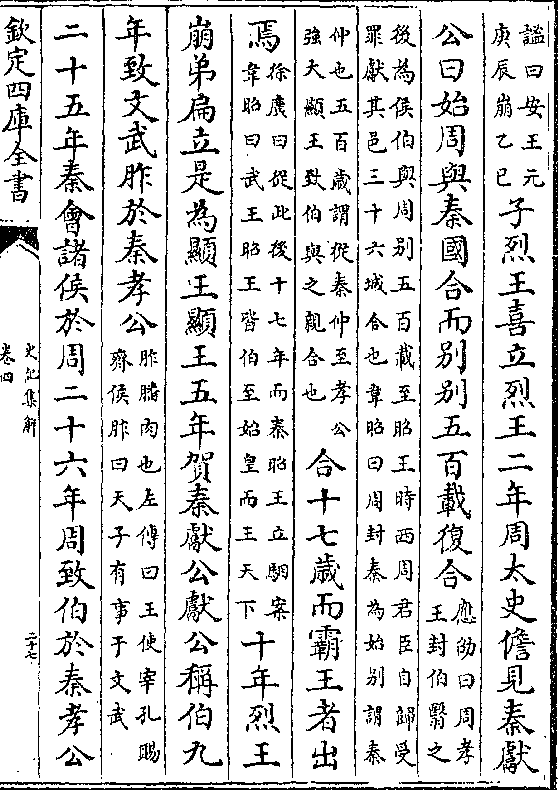 謚曰安王元
庚辰崩乙巳
子烈王喜立烈王二年周太史儋見秦獻
公曰始周與秦國合而別別五百載復合
應劭曰周孝
王封伯翳之
後為侯伯與周別五百載至昭王時西周君臣自歸受
罪獻其邑三十六城合也韋昭曰周封秦為始別謂秦
仲也五百歲謂從秦仲至孝公
強大顯王致伯與之親合也
合十七歲而霸王者出
焉
徐廣曰從此後十七年而秦昭王立駰案
韋昭曰武王昭王皆伯至始皇而王天下
十年烈王
崩弟扁立是為顯王顯王五年賀秦獻公獻公稱伯九
年致文武胙於秦孝公
胙膰肉也左傳曰王使宰孔賜
齊侯胙曰天子有事于文武
二十五年秦會諸侯於周二十六年周致伯於秦孝公
欽定四庫全書
史記集解
卷四
二十七